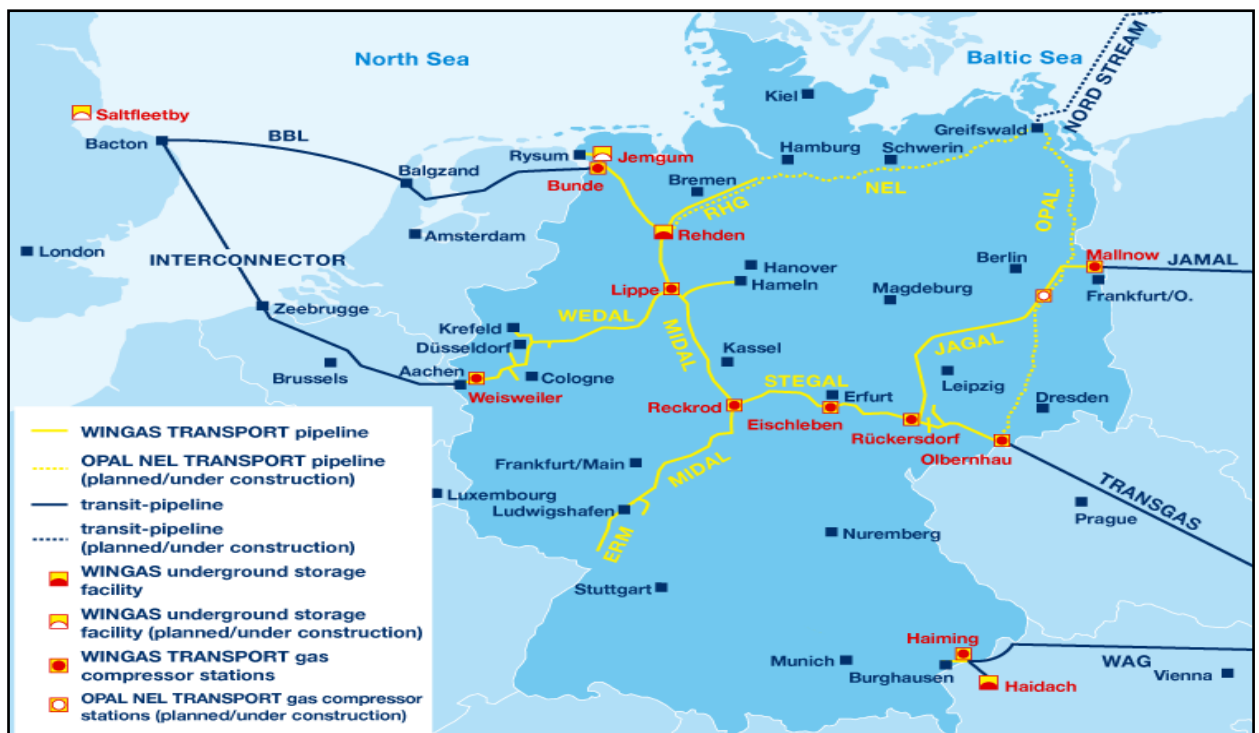 North Sea
Baltic Sea
NORD STREAM
Kiel
Saltfleetby
Greifswald
BBL
Bacton
Rysum
Jemgum
Hamburg
Schwerin
Balgzand
Bunde
Bremen
NEL
RHG
OPAL
Amsterdam
Rehden
London
INTERCONNECTOR
Hanover
Berlin
Mallnow
JAMAL
Lippe
Hameln
Magdeburg
Frankfurt/O.
Zeebrugge
WEDAL
Krefeld
MIDAL
Düsseldorf
Kassel
JAGAL
Brussels
Aachen
Cologne
STEGAL
Leipzig
Weisweiler
Erfurt
Dresden
Reckrod
Eischleben
Rückersdorf
Olbernhau
Frankfurt/Main
MIDAL
Luxembourg
Ludwigshafen
TRANSGAS
Prague
ERM
Nuremberg
Stuttgart
Haiming
Munich
Burghausen
WAG
Vienna
Haidach
WINGAS TRANSPORT pipeline
OPAL NEL TRANSPORT pipeline
(planned/under construction)
transit-pipeline
transit-pipeline
(planned/under construction)
WINGAS underground storage
facility
WINGAS underground storage
facility (planned/under construction)
WINGAS TRANSPORT gas
compressor stations
OPAL NEL TRANSPORT gas compressor
stations (planned/under construction)